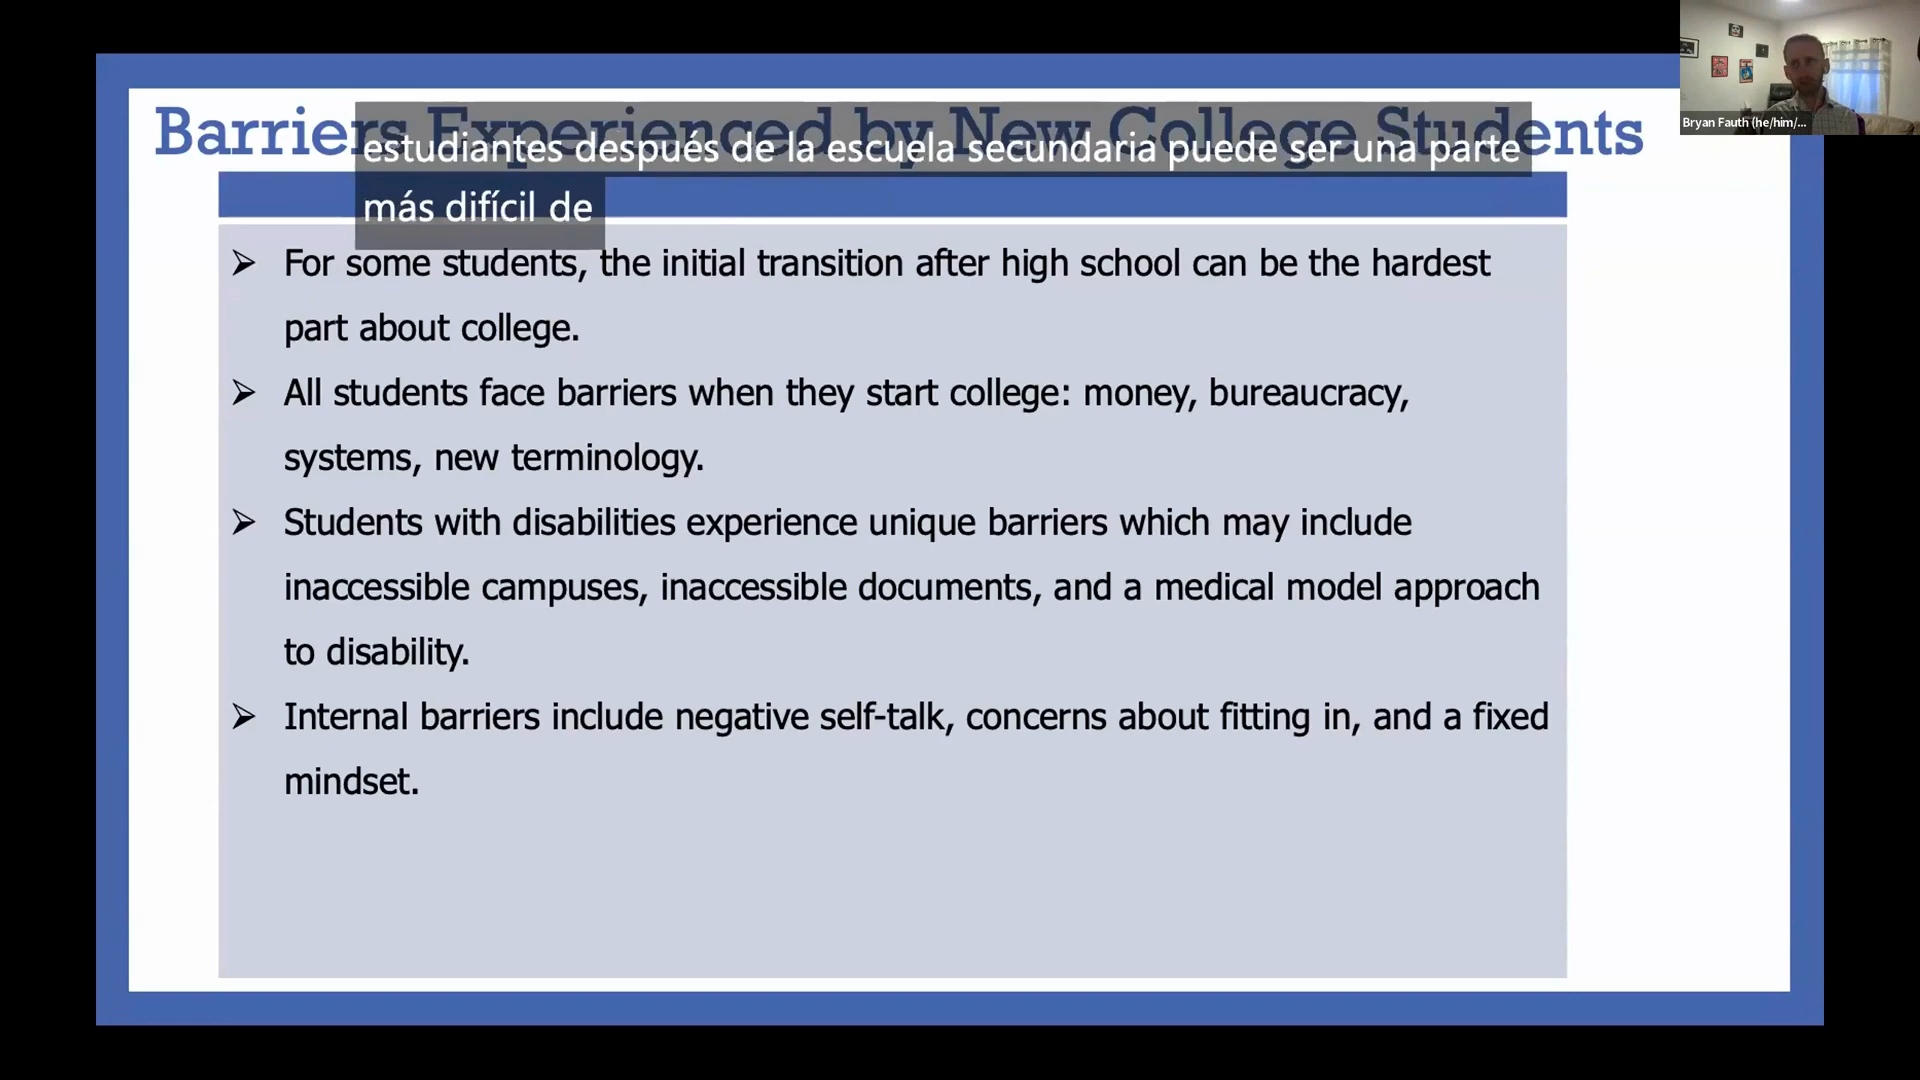 Barriers Experienced by New College Students
estudiantes después de la escuela secundaria puede ser una parte
más difícil de
Bryan Fauth (he/him/...
➢ For some students, the initial transition after high school can be the hardest
part about college.
➢ All students face barriers when they start college: money, bureaucracy,
systems, new terminology.
➢ Students with disabilities experience unique barriers which may include
inaccessible campuses, inaccessible documents, and a medical model approach
to disability.
➢ Internal barriers include negative self-talk, concerns about fitting in, and a fixed
mindset.